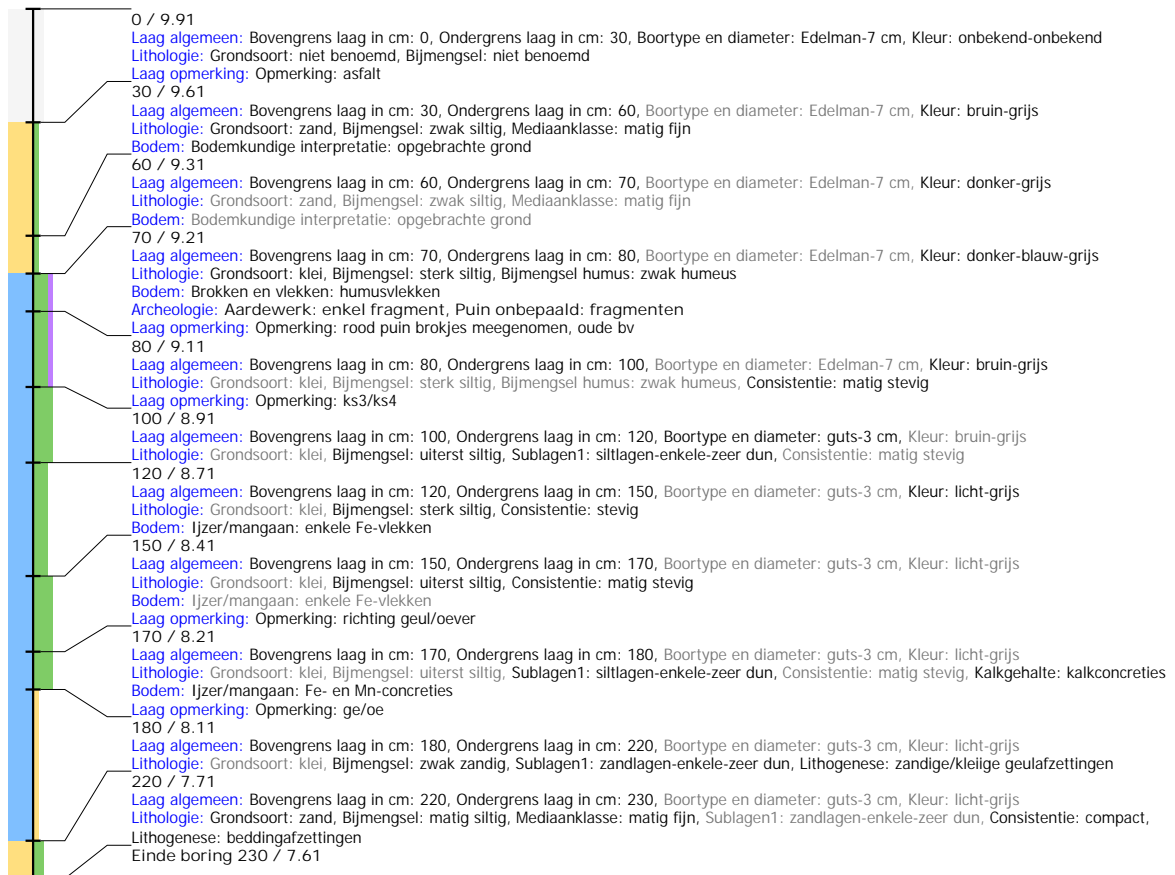 0 / 9.91
Laag algemeen: Bovengrens laag in cm: 0, Ondergrens laag in cm: 30, Boortype en diameter: Edelman-7 cm, Kleur: onbekend-onbekend
Lithologie: Grondsoort: niet benoemd, Bijmengsel: niet benoemd
Laag opmerking: Opmerking: asfalt
30 / 9.61
Laag algemeen: Bovengrens laag in cm: 30, Ondergrens laag in cm: 60, Boortype en diameter: Edelman-7 cm, Kleur: bruin-grijs
Lithologie: Grondsoort: zand, Bijmengsel: zwak siltig, Mediaanklasse: matig fijn
Bodem: Bodemkundige interpretatie: opgebrachte grond
60 / 9.31
Laag algemeen: Bovengrens laag in cm: 60, Ondergrens laag in cm: 70, Boortype en diameter: Edelman-7 cm, Kleur: donker-grijs
Lithologie: Grondsoort: zand, Bijmengsel: zwak siltig, Mediaanklasse: matig fijn
Bodem: Bodemkundige interpretatie: opgebrachte grond
70 / 9.21
Laag algemeen: Bovengrens laag in cm: 70, Ondergrens laag in cm: 80, Boortype en diameter: Edelman-7 cm, Kleur: donker-blauw-grijs
Lithologie: Grondsoort: klei, Bijmengsel: sterk siltig, Bijmengsel humus: zwak humeus
Bodem: Brokken en vlekken: humusvlekken
Archeologie: Aardewerk: enkel fragment, Puin onbepaald: fragmenten
Laag opmerking: Opmerking: rood puin brokjes meegenomen, oude bv
80 / 9.11
Laag algemeen: Bovengrens laag in cm: 80, Ondergrens laag in cm: 100, Boortype en diameter: Edelman-7 cm, Kleur: bruin-grijs
Lithologie: Grondsoort: klei, Bijmengsel: sterk siltig, Bijmengsel humus: zwak humeus, Consistentie: matig stevig
Laag opmerking: Opmerking: ks3/ks4
100 / 8.91
Laag algemeen: Bovengrens laag in cm: 100, Ondergrens laag in cm: 120, Boortype en diameter: guts-3 cm, Kleur: bruin-grijs
Lithologie: Grondsoort: klei, Bijmengsel: uiterst siltig, Sublagen1: siltlagen-enkele-zeer dun, Consistentie: matig stevig
120 / 8.71
Laag algemeen: Bovengrens laag in cm: 120, Ondergrens laag in cm: 150, Boortype en diameter: guts-3 cm, Kleur: licht-grijs
Lithologie: Grondsoort: klei, Bijmengsel: sterk siltig, Consistentie: stevig
Bodem: Ijzer/mangaan: enkele Fe-vlekken
150 / 8.41
Laag algemeen: Bovengrens laag in cm: 150, Ondergrens laag in cm: 170, Boortype en diameter: guts-3 cm, Kleur: licht-grijs
Lithologie: Grondsoort: klei, Bijmengsel: uiterst siltig, Consistentie: matig stevig
Bodem: Ijzer/mangaan: enkele Fe-vlekken
Laag opmerking: Opmerking: richting geul/oever
170 / 8.21
Laag algemeen: Bovengrens laag in cm: 170, Ondergrens laag in cm: 180, Boortype en diameter: guts-3 cm, Kleur: licht-grijs
Lithologie: Grondsoort: klei, Bijmengsel: uiterst siltig, Sublagen1: siltlagen-enkele-zeer dun, Consistentie: matig stevig, Kalkgehalte: kalkconcreties
Bodem: Ijzer/mangaan: Fe- en Mn-concreties
Laag opmerking: Opmerking: ge/oe
180 / 8.11
Laag algemeen: Bovengrens laag in cm: 180, Ondergrens laag in cm: 220, Boortype en diameter: guts-3 cm, Kleur: licht-grijs
Lithologie: Grondsoort: klei, Bijmengsel: zwak zandig, Sublagen1: zandlagen-enkele-zeer dun, Lithogenese: zandige/kleiige geulafzettingen
220 / 7.71
Laag algemeen: Bovengrens laag in cm: 220, Ondergrens laag in cm: 230, Boortype en diameter: guts-3 cm, Kleur: licht-grijs
Lithologie: Grondsoort: zand, Bijmengsel: matig siltig, Mediaanklasse: matig fijn, Sublagen1: zandlagen-enkele-zeer dun, Consistentie: compact,
Lithogenese: beddingafzettingen
Einde boring 230 / 7.61